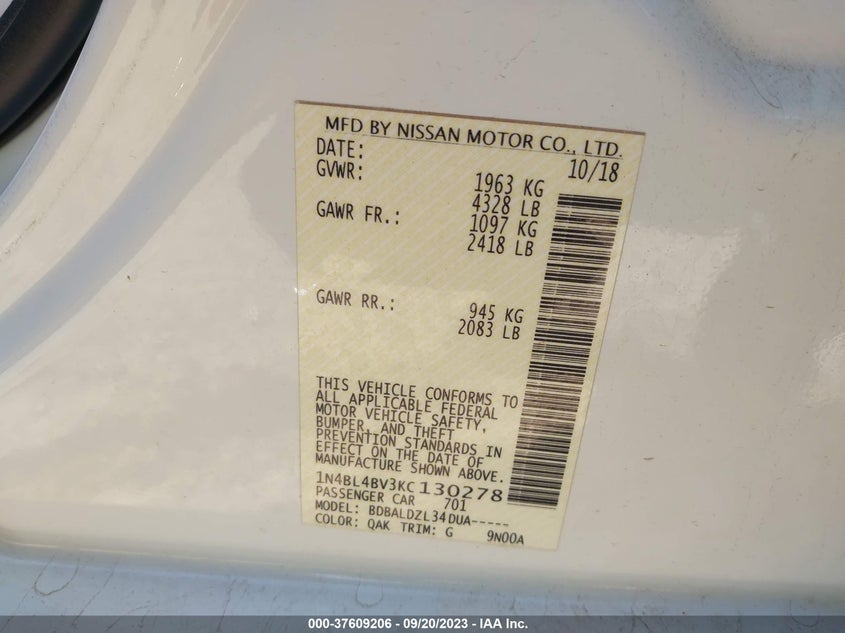 MFD BY NISSAN MOTOR CO., LTD.
DATE: 10/18
GVWR: 1963 KG
4328 LB
GAWR FR.: 1097 KG
2418 LB
GAWR RR.: 945 KG
2083 LB
THIS VEHICLE CONFORMS TO
ALL APPLICABLE FEDERAL
MOTOR VEHICLE SAFETY,
BUMPER, AND THEFT
PREVENTION STANDARDS IN
EFFECT ON THE DATE OF
MANUFACTURE SHOWN ABOVE.
1N4BL4BV3KC130278
PASSENGER CAR 701
MODEL: BDBALDZL34DUA-----
COLOR: QAK TRIM: G 9N00A
000-37609206 - 09/20/2023 - IAA Inc.